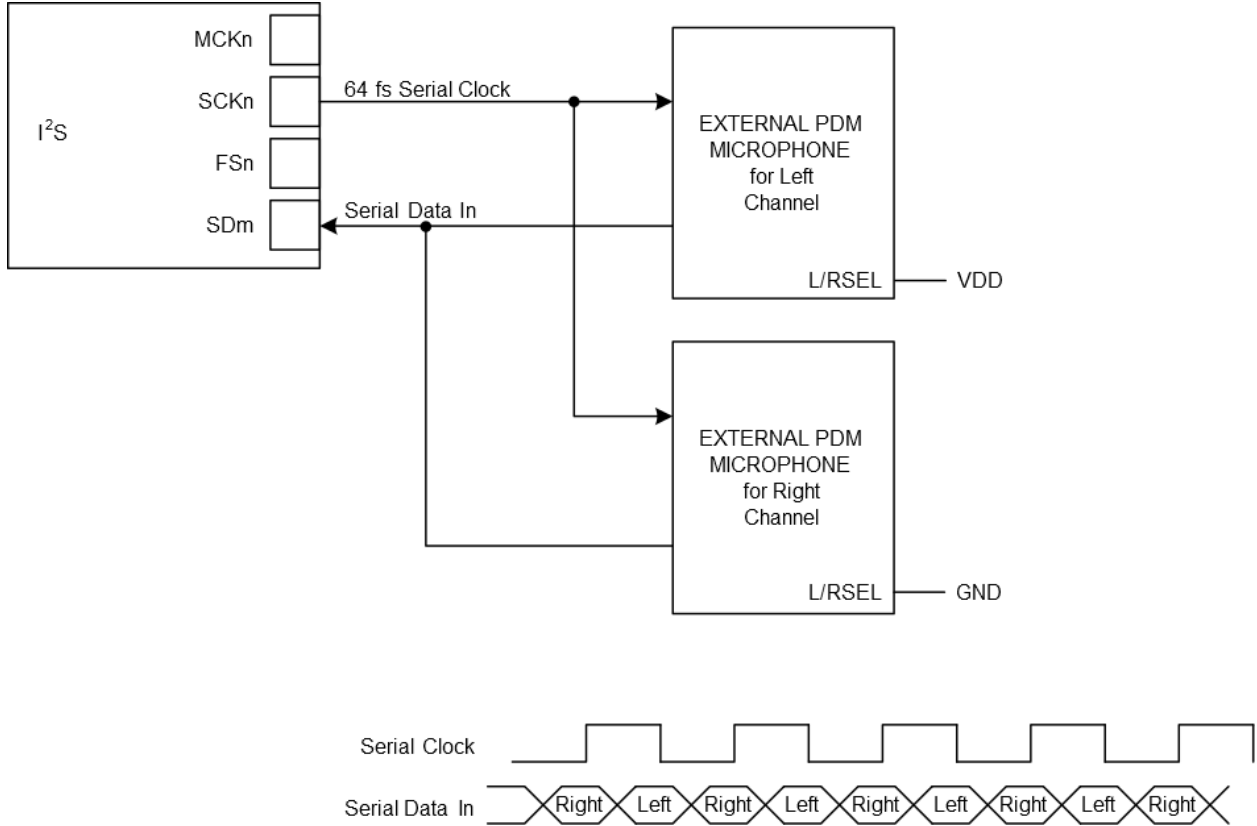 MCKn
SCKn
I²S
FSn
SDm
64 fs Serial Clock
Serial Data In
EXTERNAL PDM
MICROPHONE
for Left
Channel
L/RSEL
VDD
EXTERNAL PDM
MICROPHONE
for Right
Channel
L/RSEL
GND
Serial Clock
Serial Data In
Right Left Right Left Right Left Right Left Right